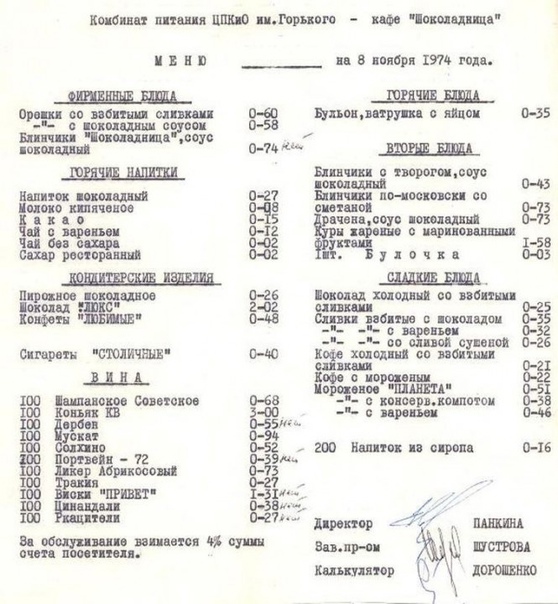 Комбинат питания ЦПКиО им.Горького - кафе "Шоколадница"
МЕНЮ ________ на 8 ноября 1974 года.
ФИРМЕННЫЕ БЛЮДА
Орешки со взбитыми сливками 0-60
-"- с шоколадным соусом 0-58
Блинчики "Шоколадница",соус
шоколадный 0-74 нет
ГОРЯЧИЕ НАПИТКИ
Напиток шоколадный 0-27
Молоко кипяченое 0-08
К а к а о 0-15
Чай с вареньем 0-12
Чай без сахара 0-02
Сахар ресторанный 0-02
КОНДИТЕРСКИЕ ИЗДЕЛИЯ
Пирожное шоколадное 0-26
Шоколад "ЛЮКС" 2-02
Конфеты "ЛЮБИМЫЕ" 0-48
Сигареты "СТОЛИЧНЫЕ" 0-40
В И Н А
100 Шампанское Советское 0-68
100 Коньяк КВ 3-00
100 Дербен 0-55 нет
100 Мускат 0-94
100 Солхино 0-52
200 Портвейн - 72 0-39 нет
100 Ликер Абрикосовый 0-73
100 Тракия 0-27
100 Виски "ПРИВЕТ" 1-31 нет
100 Цинандали 0-38 нет
100 Ркацители 0-27 нет
За обслуживание взимается 4% суммы
счета посетителя.
ГОРЯЧИЕ БЛЮДА
Бульон,ватрушка с яйцом 0-35
ВТОРЫЕ БЛЮДА
Блинчики с творогом,соус
шоколадный 0-43
Блинчики по-московски со
сметаной 0-73
Драчена,соус шоколадный 0-73
Куры жареные с маринованными
фруктами 1-58
1шт. Б у л о ч к а 0-03
СЛАДКИЕ БЛЮДА
Шоколад холодный со взбитыми
сливками 0-25
Сливки взбитые с шоколадом 0-35
-"- -"- с вареньем 0-32
-"- -"- со сливой сушеной 0-26
Кофе холодный со взбитыми
сливками 0-21
Кофе с мороженым 0-22
Мороженое "ПЛАНЕТА" 0-51
-"- с консерв.компотом 0-38
-"- с вареньем 0-46
200 Напиток из сиропа 0-16
Директор ПАНКИНА
Зав.пр-ом ШУСТРОВА
Калькулятор ДОРОШЕНКО